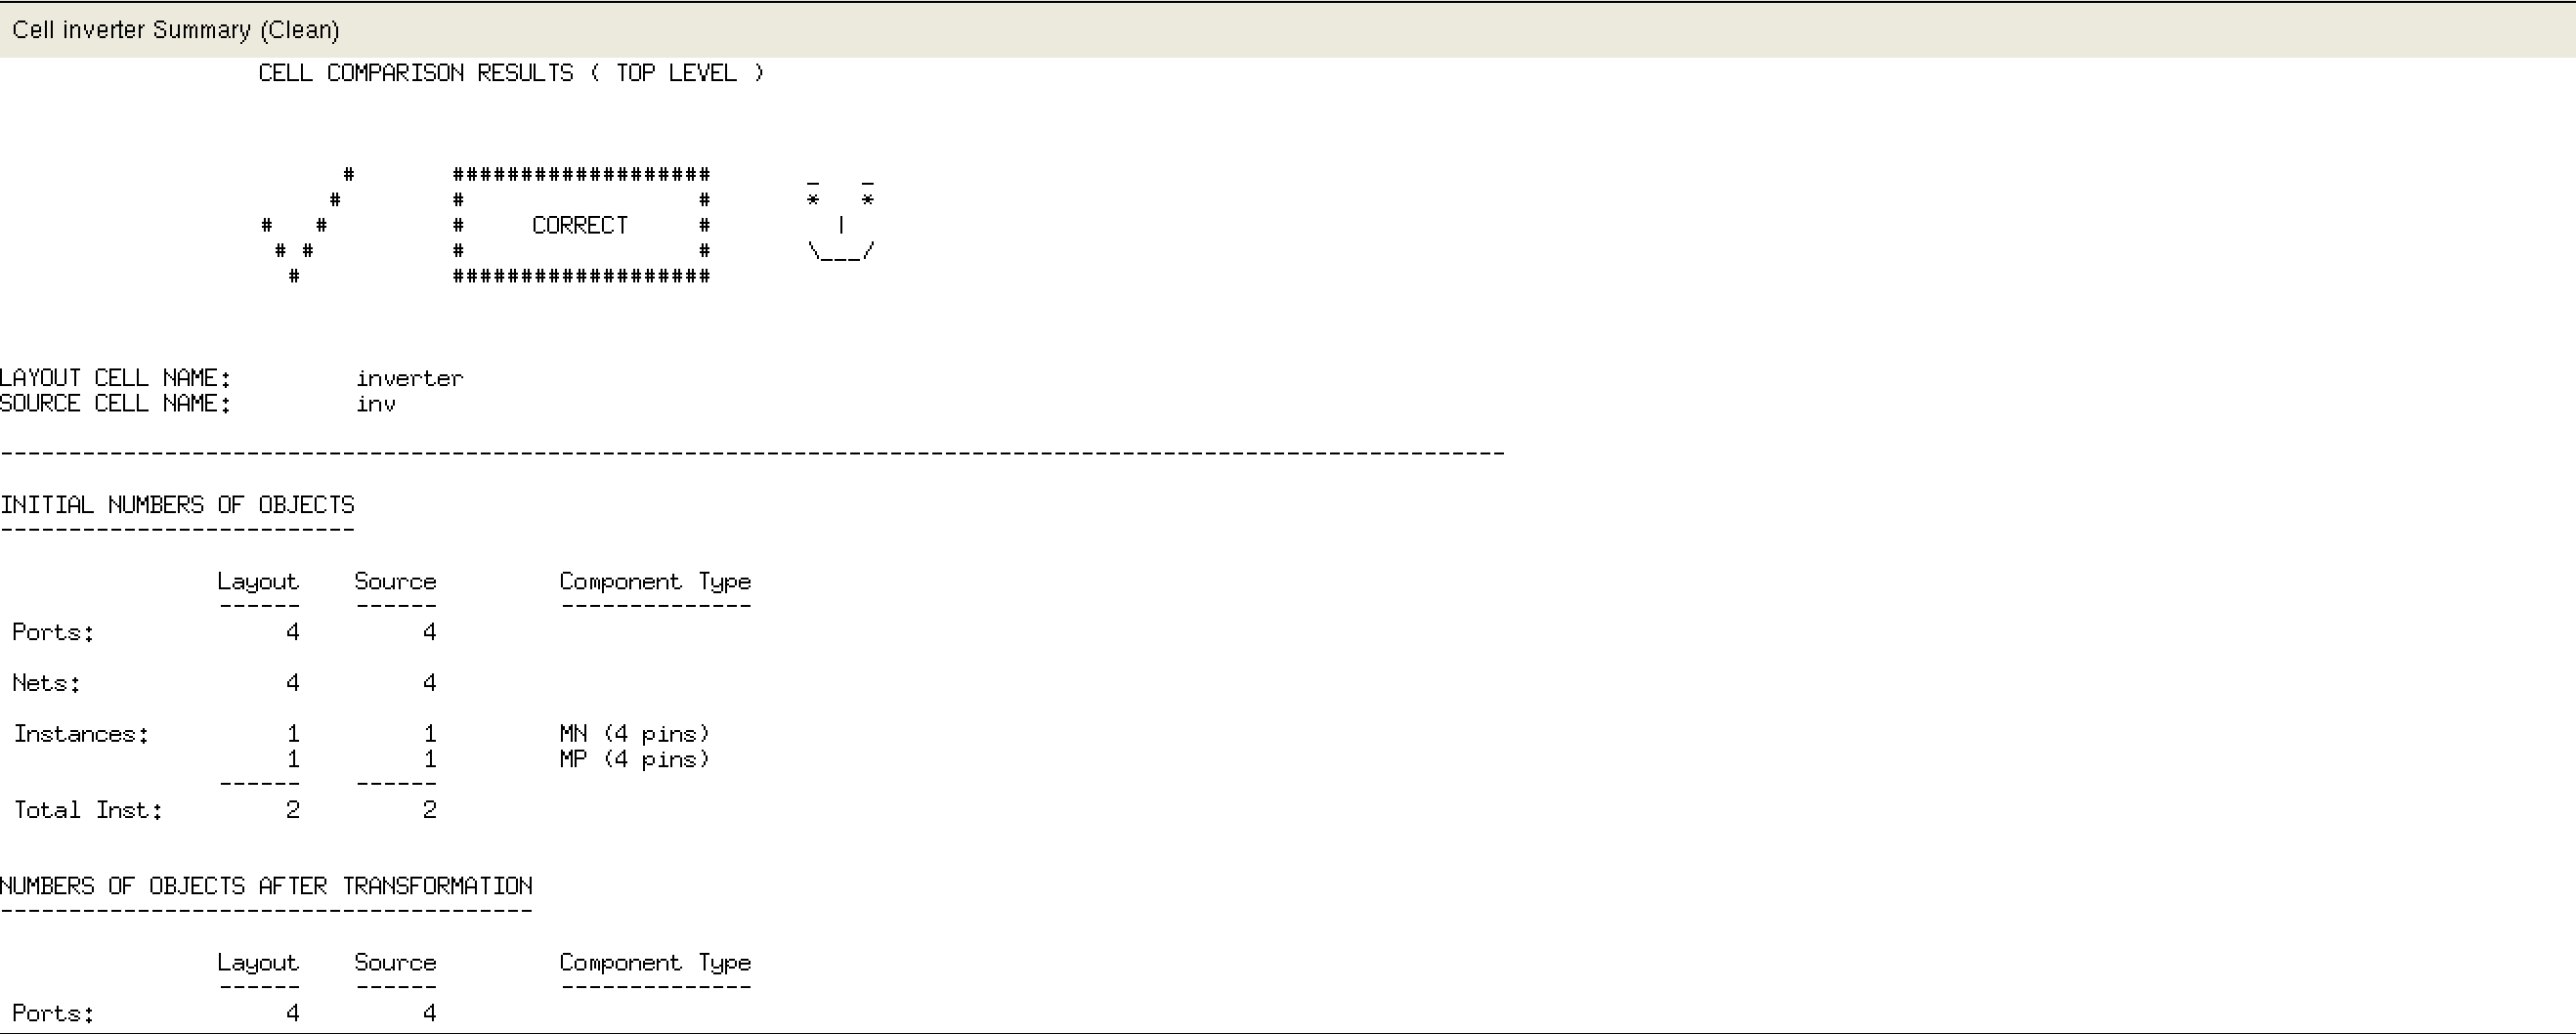 Cell inverter Summary (Clean)
                   CELL COMPARISON RESULTS ( TOP LEVEL )

                         #       ###################      _   _
                        #        #                 #      *   *
                   #   #         #     CORRECT     #        |
                    # #          #                 #      \___/
                     #           ###################

LAYOUT CELL NAME:         inverter
SOURCE CELL NAME:         inv

--------------------------------------------------------------------------------------------------------------

INITIAL NUMBERS OF OBJECTS
--------------------------

                Layout    Source         Component Type
                ------    ------         --------------
 Ports:              4         4

 Nets:               4         4

 Instances:          1         1         MN (4 pins)
                     1         1         MP (4 pins)
                ------    ------
 Total Inst:         2         2

NUMBERS OF OBJECTS AFTER TRANSFORMATION
---------------------------------------

                Layout    Source         Component Type
                ------    ------         --------------
 Ports:              4         4